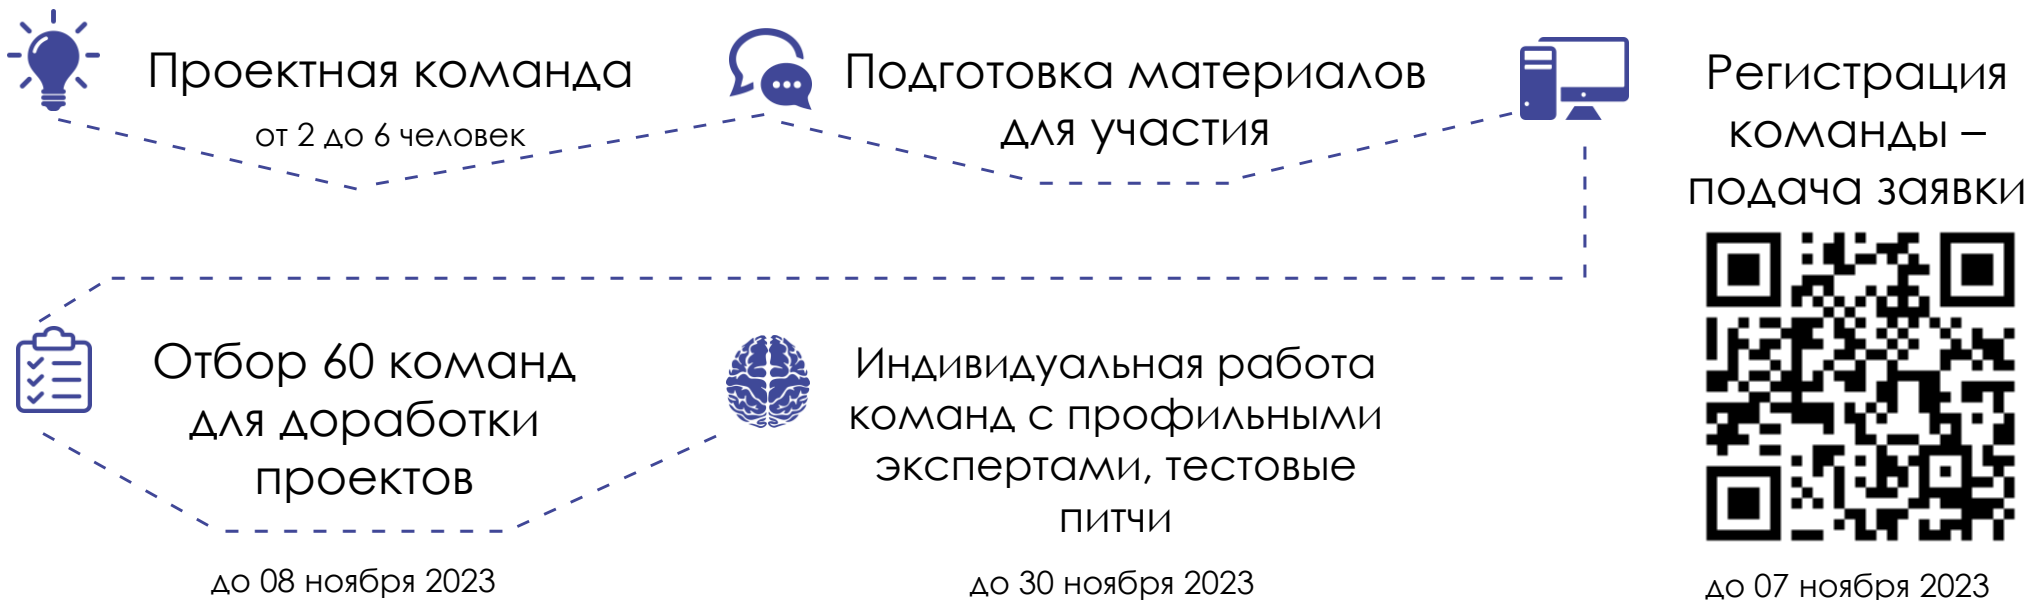 Проектная команда
от 2 до 6 человек
Подготовка материалов
для участия
Регистрация
команды –
подача заявки
до 07 ноября 2023
Отбор 60 команд
для доработки
проектов
до 08 ноября 2023
Индивидуальная работа
команд с профильными
экспертами, тестовые
питчи
до 30 ноября 2023